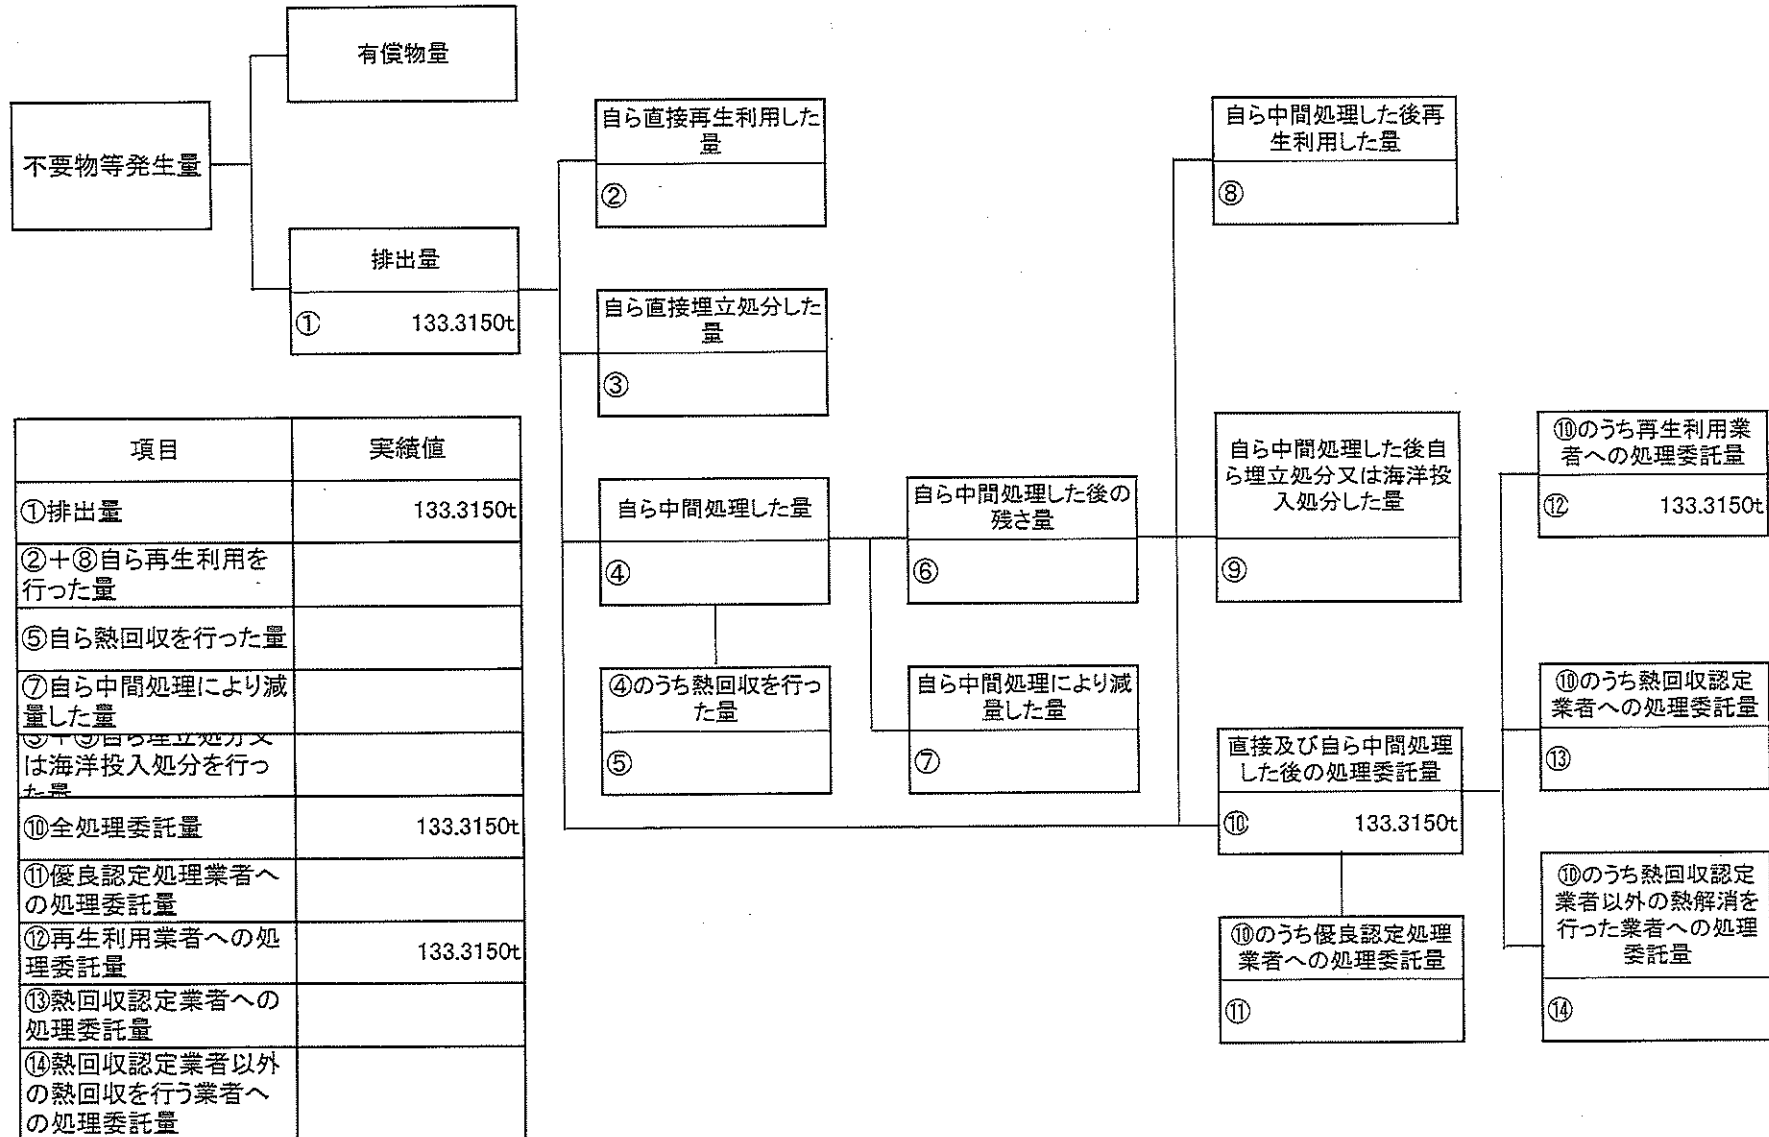 有償物量
不要物等発生量
排出量
① 133.3150t
自ら直接再生利用した
量
②
自ら直接埋立処分した
量
③
自ら中間処理した量
④
④のうち熱回収を行っ
た量
⑤
自ら中間処理した後の
残さ量
⑥
自ら中間処理により減
量した量
⑦
自ら中間処理した後再
生利用した量
⑧
自ら中間処理した後自
ら埋立処分又は海洋投
入処分した量
⑨
直接及び自ら中間処理
した後の処理委託量
⑩ 133.3150t
⑩のうち優良認定処理
業者への処理委託量
⑪
⑩のうち再生利用業
者への処理委託量
⑫ 133.3150t
⑩のうち熱回収認定
業者への処理委託量
⑬
⑩のうち熱回収認定
業者以外の熱解消を
行った業者への処理
委託量
⑭
項目 実績値
①排出量 133.3150t
②+⑧自ら再生利用を
行った量
⑤自ら熱回収を行った量
⑦自ら中間処理により減
量した量
③+⑨自ら埋立処分又
は海洋投入処分を行っ
た量
⑩全処理委託量 133.3150t
⑪優良認定処理業者へ
の処理委託量
⑫再生利用業者への処
理委託量 133.3150t
⑬熱回収認定業者への
処理委託量
⑭熱回収認定業者以外
の熱回収を行う業者へ
の処理委託量